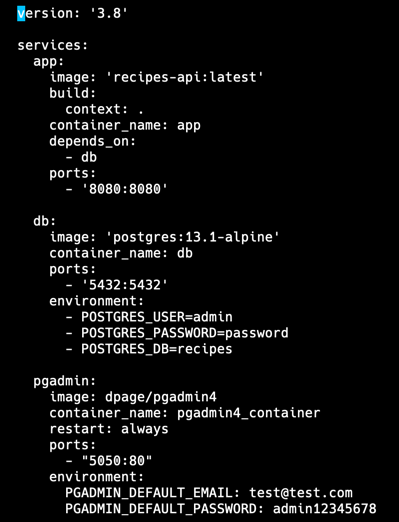 version: '3.8'

services:
  app:
    image: 'recipes-api:latest'
    build:
      context: .
    container_name: app
    depends_on:
      - db
    ports:
      - '8080:8080'

  db:
    image: 'postgres:13.1-alpine'
    container_name: db
    ports:
      - '5432:5432'
    environment:
      - POSTGRES_USER=admin
      - POSTGRES_PASSWORD=password
      - POSTGRES_DB=recipes

  pgadmin:
    image: dpage/pgadmin4
    container_name: pgadmin4_container
    restart: always
    ports:
      - "5050:80"
    environment:
      PGADMIN_DEFAULT_EMAIL: test@test.com
      PGADMIN_DEFAULT_PASSWORD: admin12345678